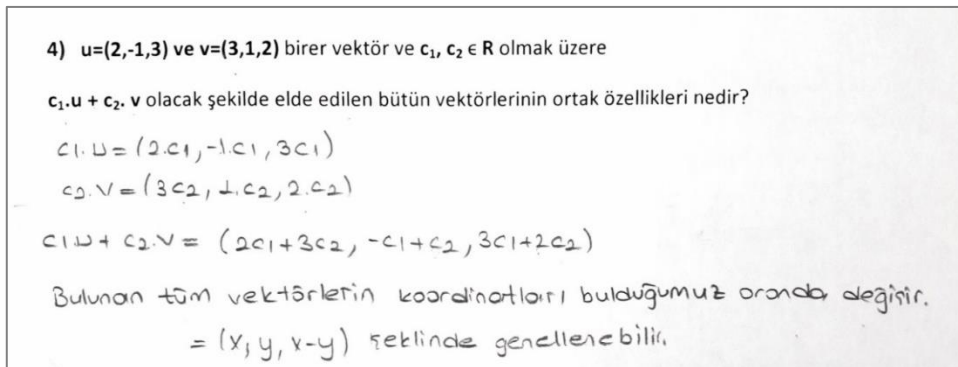 4) u=(2,-1,3) ve v=(3,1,2) birer vektör ve c₁, c₂ ∈ R olmak üzere
c₁.u + c₂. v olacak şekilde elde edilen bütün vektörlerinin ortak özellikleri nedir?
c1.u = (2.c1, -1.c1, 3c1)
c2.v = (3c2, 1.c2, 2.c2)
c1.u + c2.v = (2c1+3c2, -c1+c2, 3c1+2c2)
Bulunan tüm vektörlerin koordinatları bulduğumuz oranda değişir.
= (x, y, x-y) şeklinde genellenebilir.